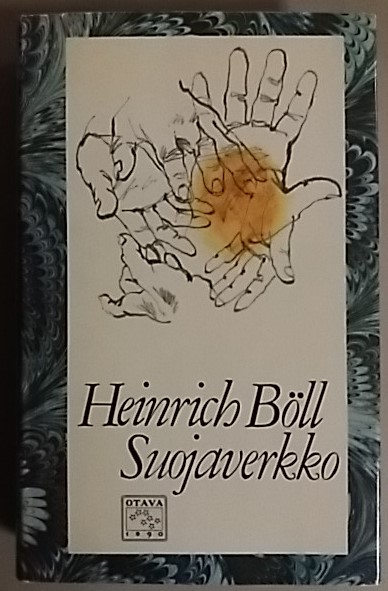 Heinrich Böll
Suojaverkko
OTAVA
1890